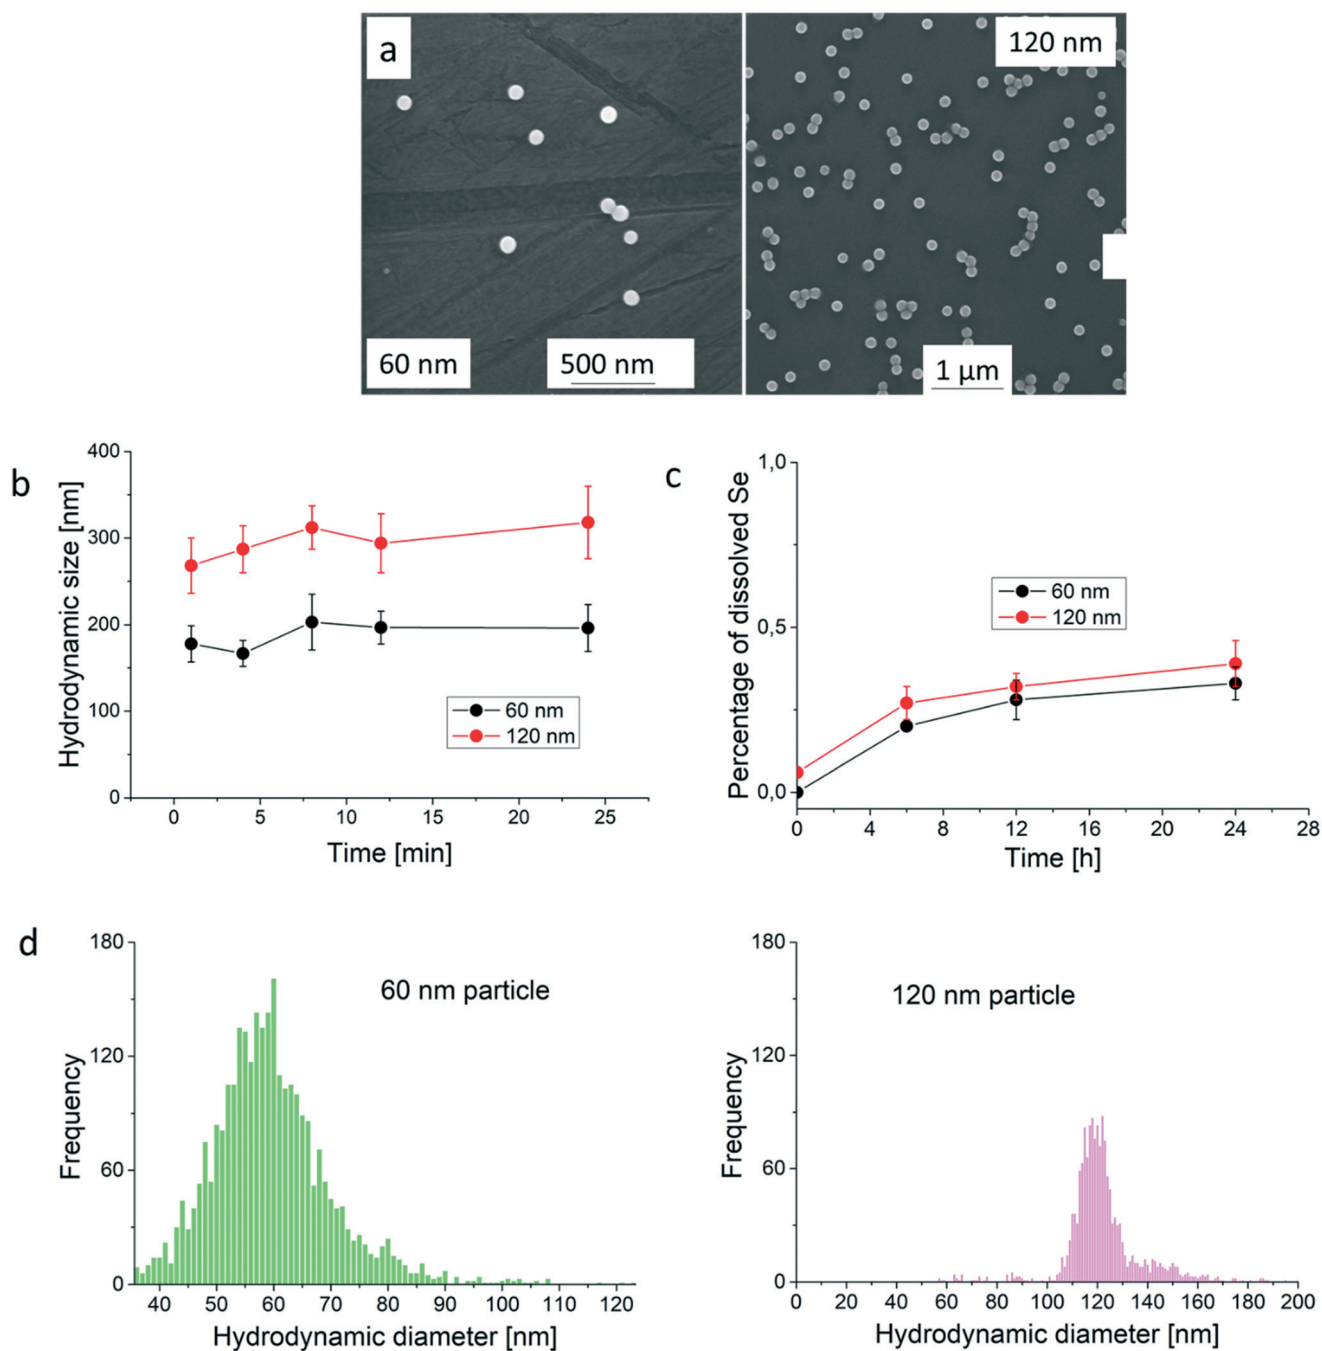 a
120 nm
60 nm
500 nm
1 µm
b
Hydrodynamic size [nm]
400
300
200
100
0
0 5 10 15 20 25
Time [min]
60 nm
120 nm
c
Percentage of dissolved Se
1,0
0,5
0,0
0 4 8 12 16 20 24 28
Time [h]
60 nm
120 nm
d
Frequency
180
120
60
0
60 nm particle
40 50 60 70 80 90 100 110 120
Hydrodynamic diameter [nm]
Frequency
180
120
60
0
120 nm particle
0 20 40 60 80 100 120 140 160 180 200
Hydrodynamic diameter [nm]